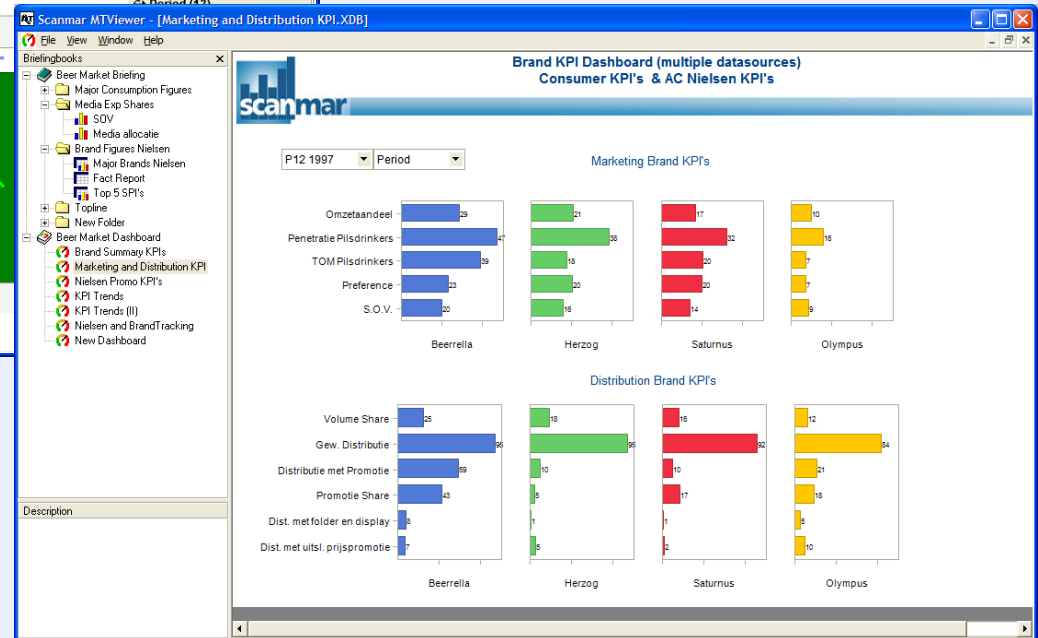 Period (12)
Scanmar MTViewer - [Marketing and Distribution KPI.XDB]
File View Window Help
Briefingbooks
Beer Market Briefing
Major Consumption Figures
Media Exp Shares
SOV
Media allocatie
Brand Figures Nielsen
Major Brands Nielsen
Fact Report
Top 5 SPI's
Topline
New Folder
Beer Market Dashboard
Brand Summary KPIs
Marketing and Distribution KPI
Nielsen Promo KPI's
KPI Trends
KPI Trends (II)
Nielsen and BrandTracking
New Dashboard
Description
scanmar
Brand KPI Dashboard (multiple datasources)
Consumer KPI's & AC Nielsen KPI's
P12 1997 Period
Marketing Brand KPI's
Omzetaandeel 29 21 17 10
Penetratie Pilsdrinkers 47 38 32 16
TOM Pilsdrinkers 39 18 20 7
Preference 23 20 20 7
S.O.V. 20 16 14 9
Beerrella Herzog Saturnus Olympus
Distribution Brand KPI's
Volume Share 25 18 16 12
Gew. Distributie 95 95 92 84
Distributie met Promotie 59 10 10 21
Promotie Share 43 5 17 18
Dist. met folder en display 8 1 1 5
Dist. met uitsl. prijspromotie 7 5 2 10
Beerrella Herzog Saturnus Olympus